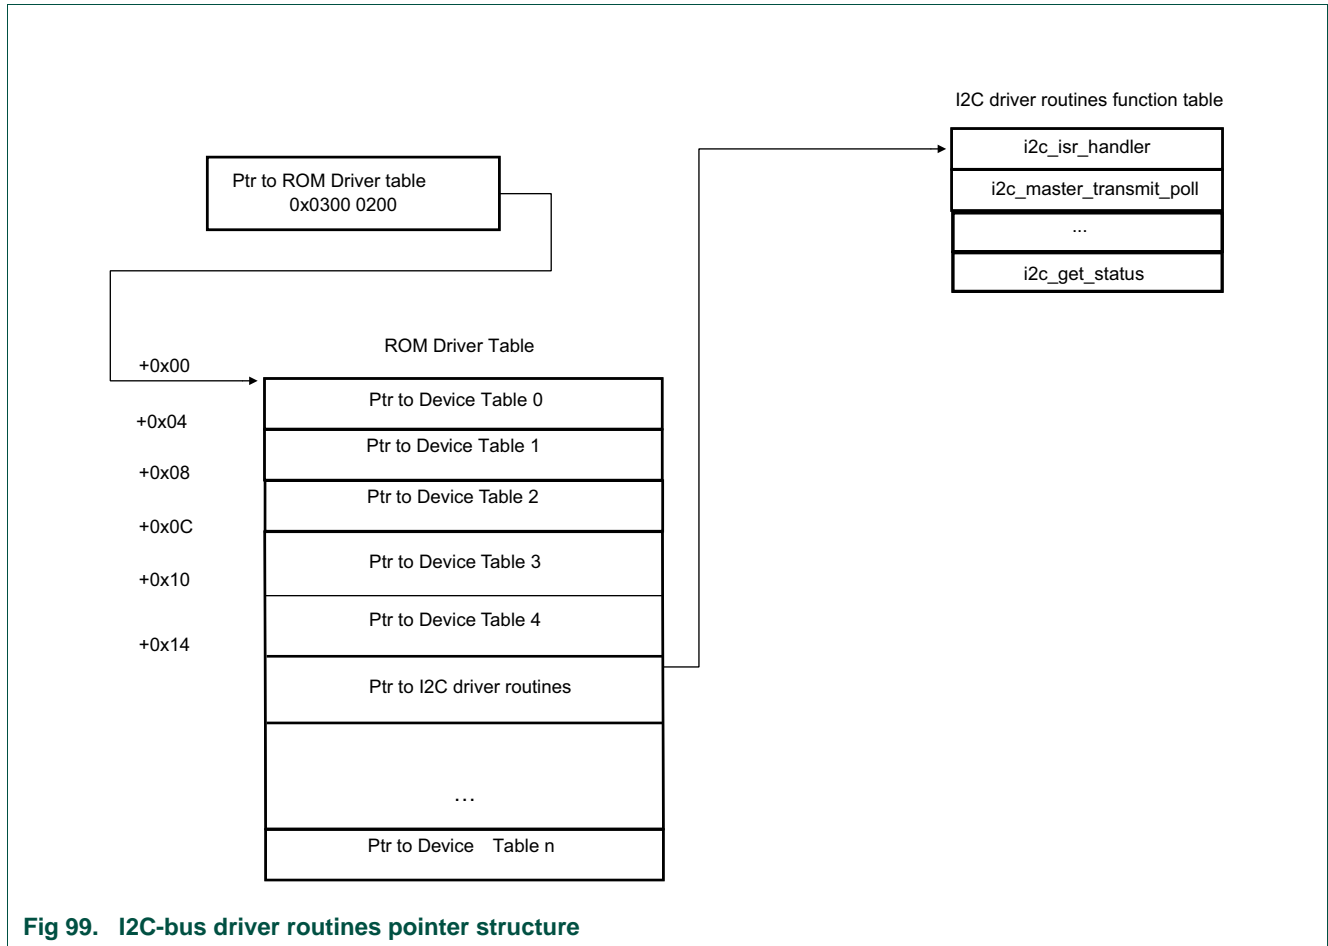 I2C driver routines function table
i2c_isr_handler
i2c_master_transmit_poll
...
i2c_get_status
Ptr to ROM Driver table
0x0300 0200
ROM Driver Table
+0x00
Ptr to Device Table 0
+0x04
Ptr to Device Table 1
+0x08
Ptr to Device Table 2
+0x0C
Ptr to Device Table 3
+0x10
Ptr to Device Table 4
+0x14
Ptr to I2C driver routines
...
Ptr to Device Table n
Fig 99. I2C-bus driver routines pointer structure